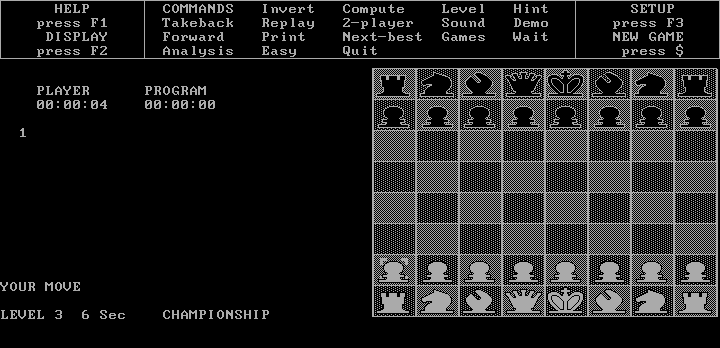 HELP COMMANDS Invert Compute Level Hint SETUP
press F1 Takeback Replay 2-player Sound Demo press F3
DISPLAY Forward Print Next-best Games Wait NEW GAME
press F2 Analysis Easy Quit press $
PLAYER PROGRAM
00:00:04 00:00:00
1
YOUR MOVE
LEVEL 3 6 Sec CHAMPIONSHIP